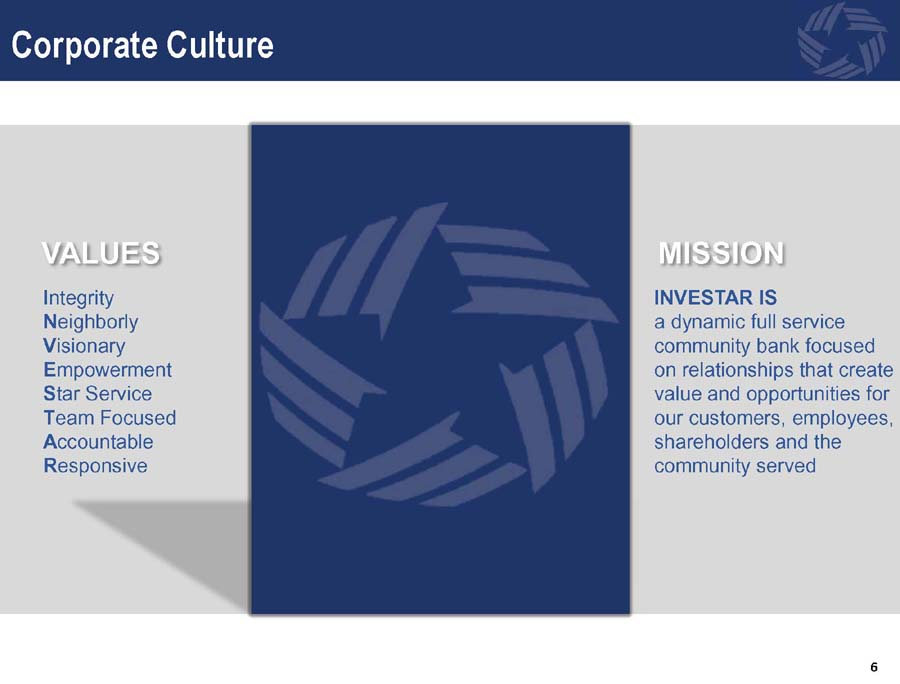 Corporate Culture
VALUES
Integrity
Neighborly
Visionary
Empowerment
Star Service
Team Focused
Accountable
Responsive
MISSION
INVESTAR IS
a dynamic full service
community bank focused
on relationships that create
value and opportunities for
our customers, employees,
shareholders and the
community served
6